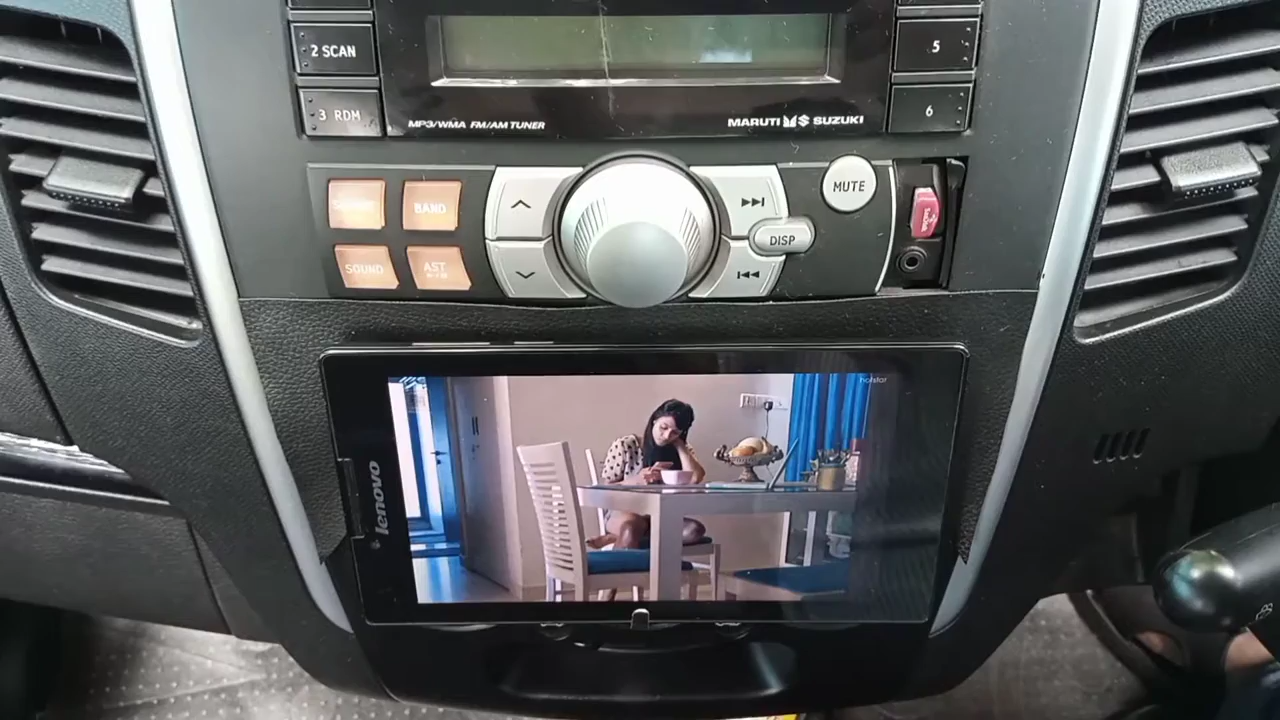 2 SCAN
5
3 RDM
6
MP3/WMA FM/AM TUNER
MARUTI SUZUKI
MUTE
BAND
DISP
SOUND
AST
hotstar
lenovo